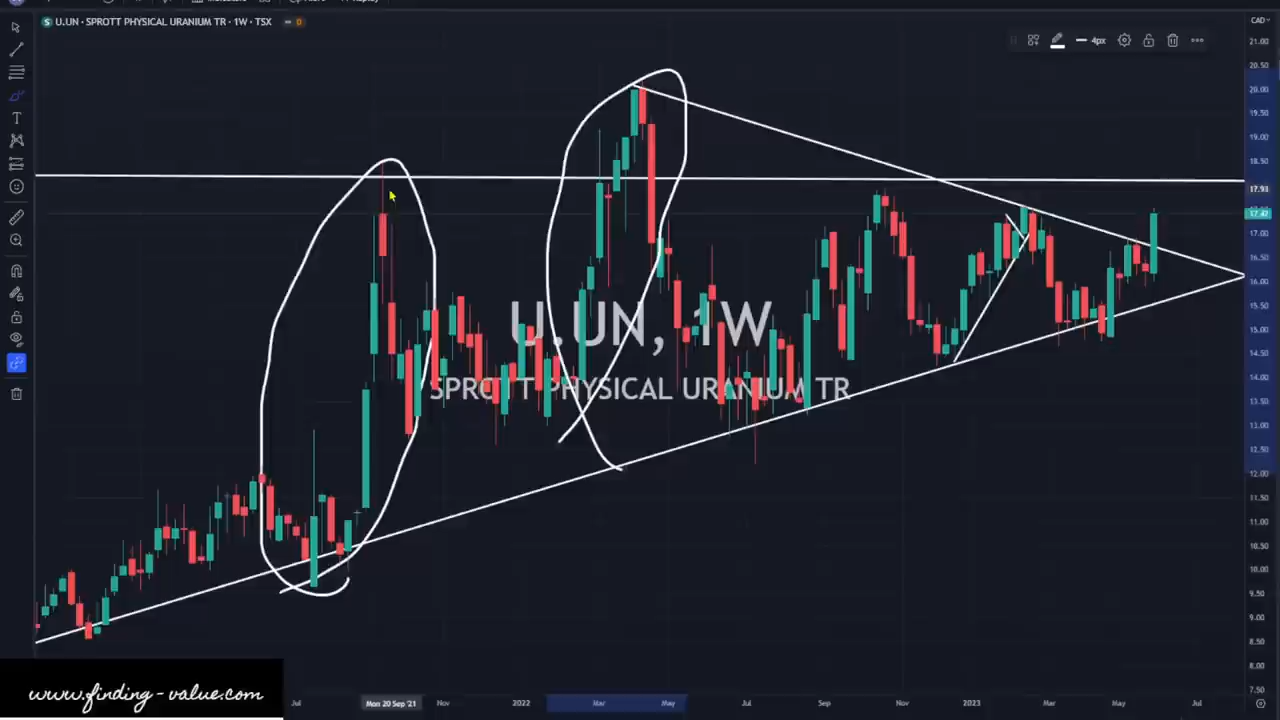 U.UN · SPROTT PHYSICAL URANIUM TR · 1W · TSX
D
CAD
4px
T
21.00
20.50
20.00
19.50
19.00
18.50
17.93
17.42
17.00
16.50
16.00
15.50
15.00
14.50
14.00
13.50
13.00
12.50
12.00
11.50
11.00
10.50
10.00
9.50
9.00
8.50
8.00
7.50
U.UN, 1W
SPROTT PHYSICAL URANIUM TR
Jul
Mon 20 Sep '21
Nov
2022
Mar
May
Jul
Sep
Nov
2023
Mar
May
Jul
www.finding-value.com